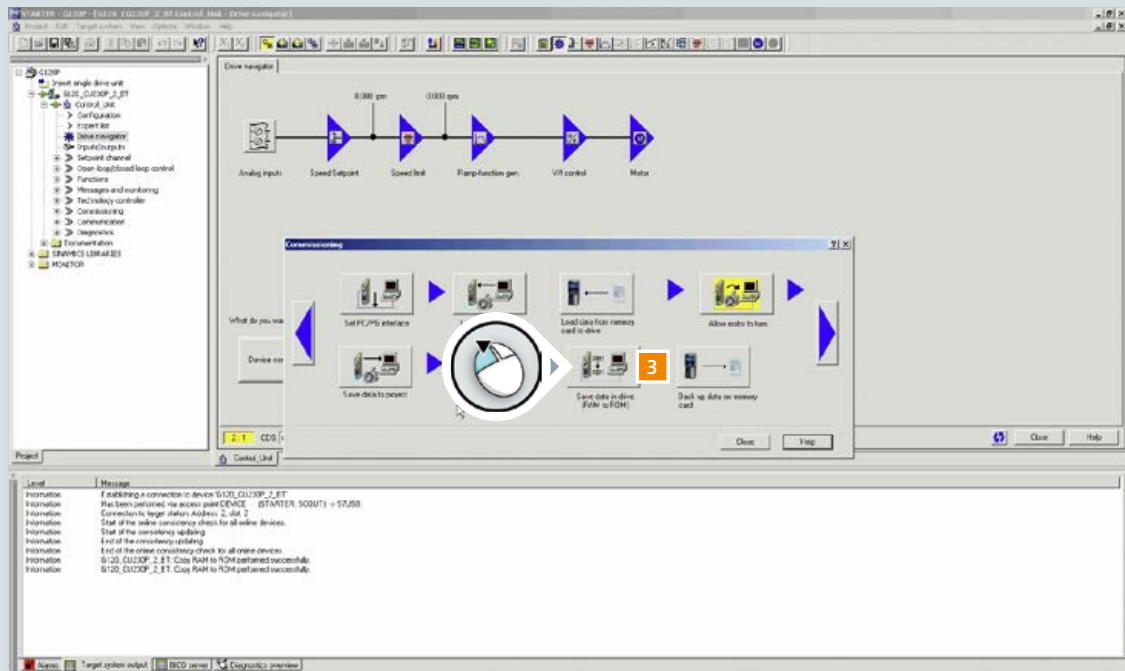 STARTER - G120P - [G120_CU230P_2_BT.Control_Unit - Drive navigator]
Project Edit Target system View Options Window Help
G120P
Insert single drive unit
G120_CU230P_2_BT
Control_Unit
Configuration
Expert list
Drive navigator
Inputs/outputs
Setpoint channel
Open-loop/closed-loop control
Functions
Messages and monitoring
Technology controller
Commissioning
Communication
Diagnostics
Documentation
SINAMICS LIBRARIES
MONITOR
Project
Drive navigator
0.000 rpm
0.000 rpm
Analog inputs
Speed Setpoint
Speed limit
Ramp-function gen.
V/f control
Motor
What do you wa
Device co
Commissioning
Set PC/PG interface
Load data from memory
card to drive
Allow motor to turn
Save data to project
3
Save data in drive
(RAM to ROM)
Back up data on memory
card
Close
Help
2:1
CDS:
Close
Help
Control_Unit
Level
Message
Information Establishing a connection to device 'G120_CU230P_2_BT'
Information Has been performed via access point DEVICE (STARTER, SCOUT) -> S7USB
Information Connection to target station: Address: 2, slot: 2
Information Start of the online consistency check for all online devices.
Information Start of the consistency updating
Information End of the consistency updating
Information End of the online consistency check for all online devices.
Information G120_CU230P_2_BT: Copy RAM to ROM performed successfully.
Information G120_CU230P_2_BT: Copy RAM to ROM performed successfully.
Alarms
Target system output
BICO server
Diagnostics overview